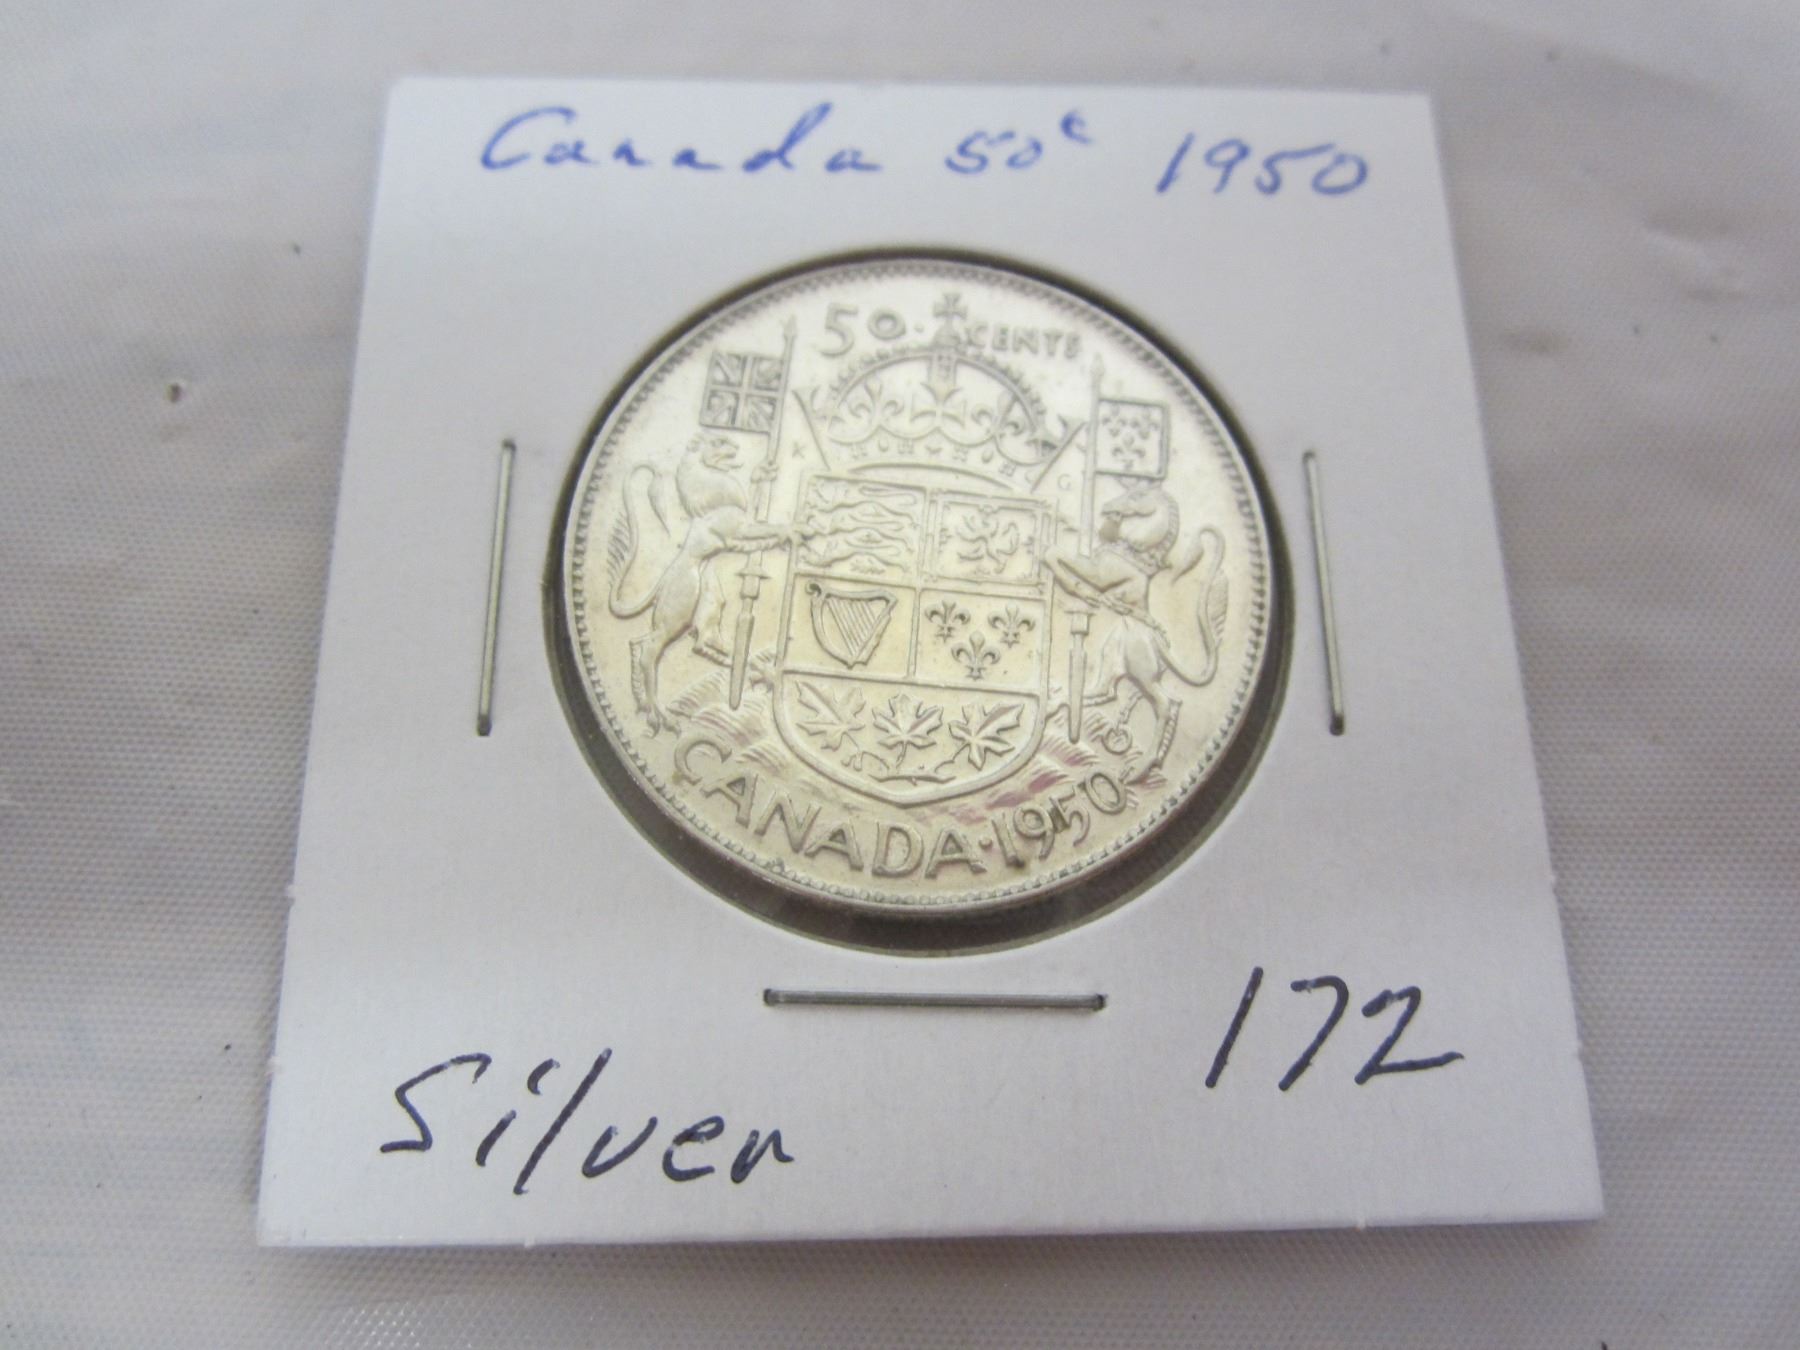 Canada 50¢ 1950
50 · CENTS
K G
CANADA · 1950
172
Silver